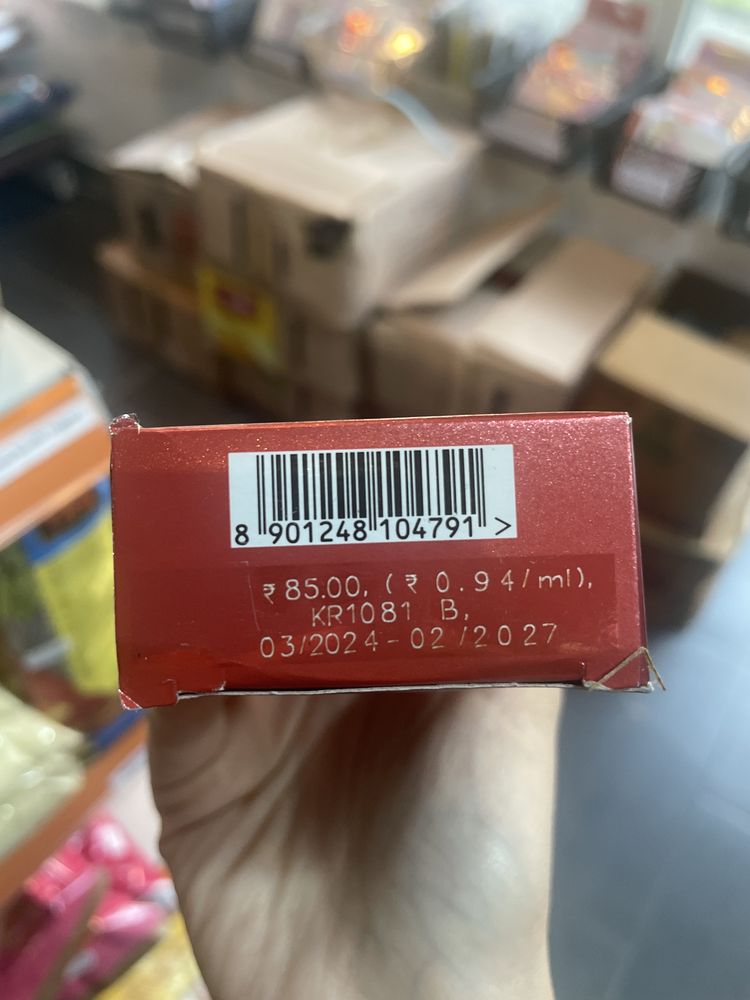 8 901248 104791 >
₹ 85.00, (₹ 0.94/ml),
KR1081 B,
03/2024-02/2027